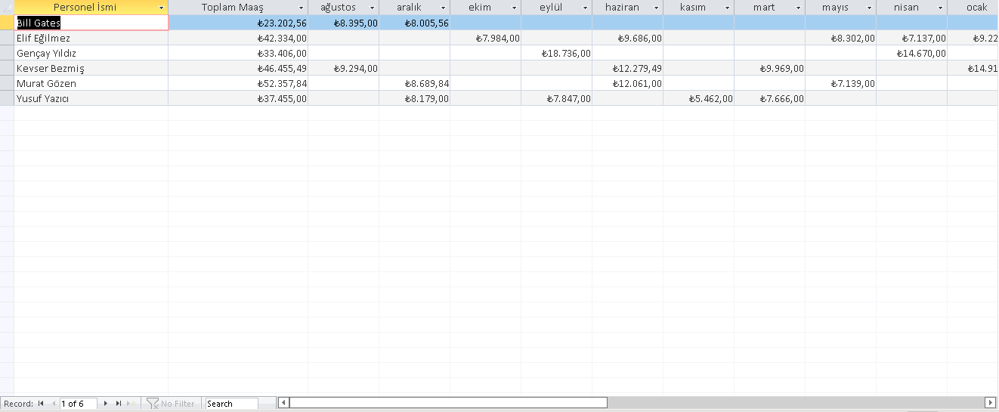 Personel İsmi Toplam Maaş ağustos aralık ekim eylül haziran kasım mart mayıs nisan ocak
Bill Gates ₺23.202,56 ₺8.395,00 ₺8.005,56
Elif Eğilmez ₺42.334,00 ₺7.984,00 ₺9.686,00 ₺8.302,00 ₺7.137,00 ₺9.22
Gençay Yıldız ₺33.406,00 ₺18.736,00 ₺14.670,00
Kevser Bezmiş ₺46.455,49 ₺9.294,00 ₺12.279,49 ₺9.969,00 ₺14.91
Murat Gözen ₺52.357,84 ₺8.689,84 ₺12.061,00 ₺7.139,00
Yusuf Yazıcı ₺37.455,00 ₺8.179,00 ₺7.847,00 ₺5.462,00 ₺7.666,00
Record: 1 of 6 No Filter Search